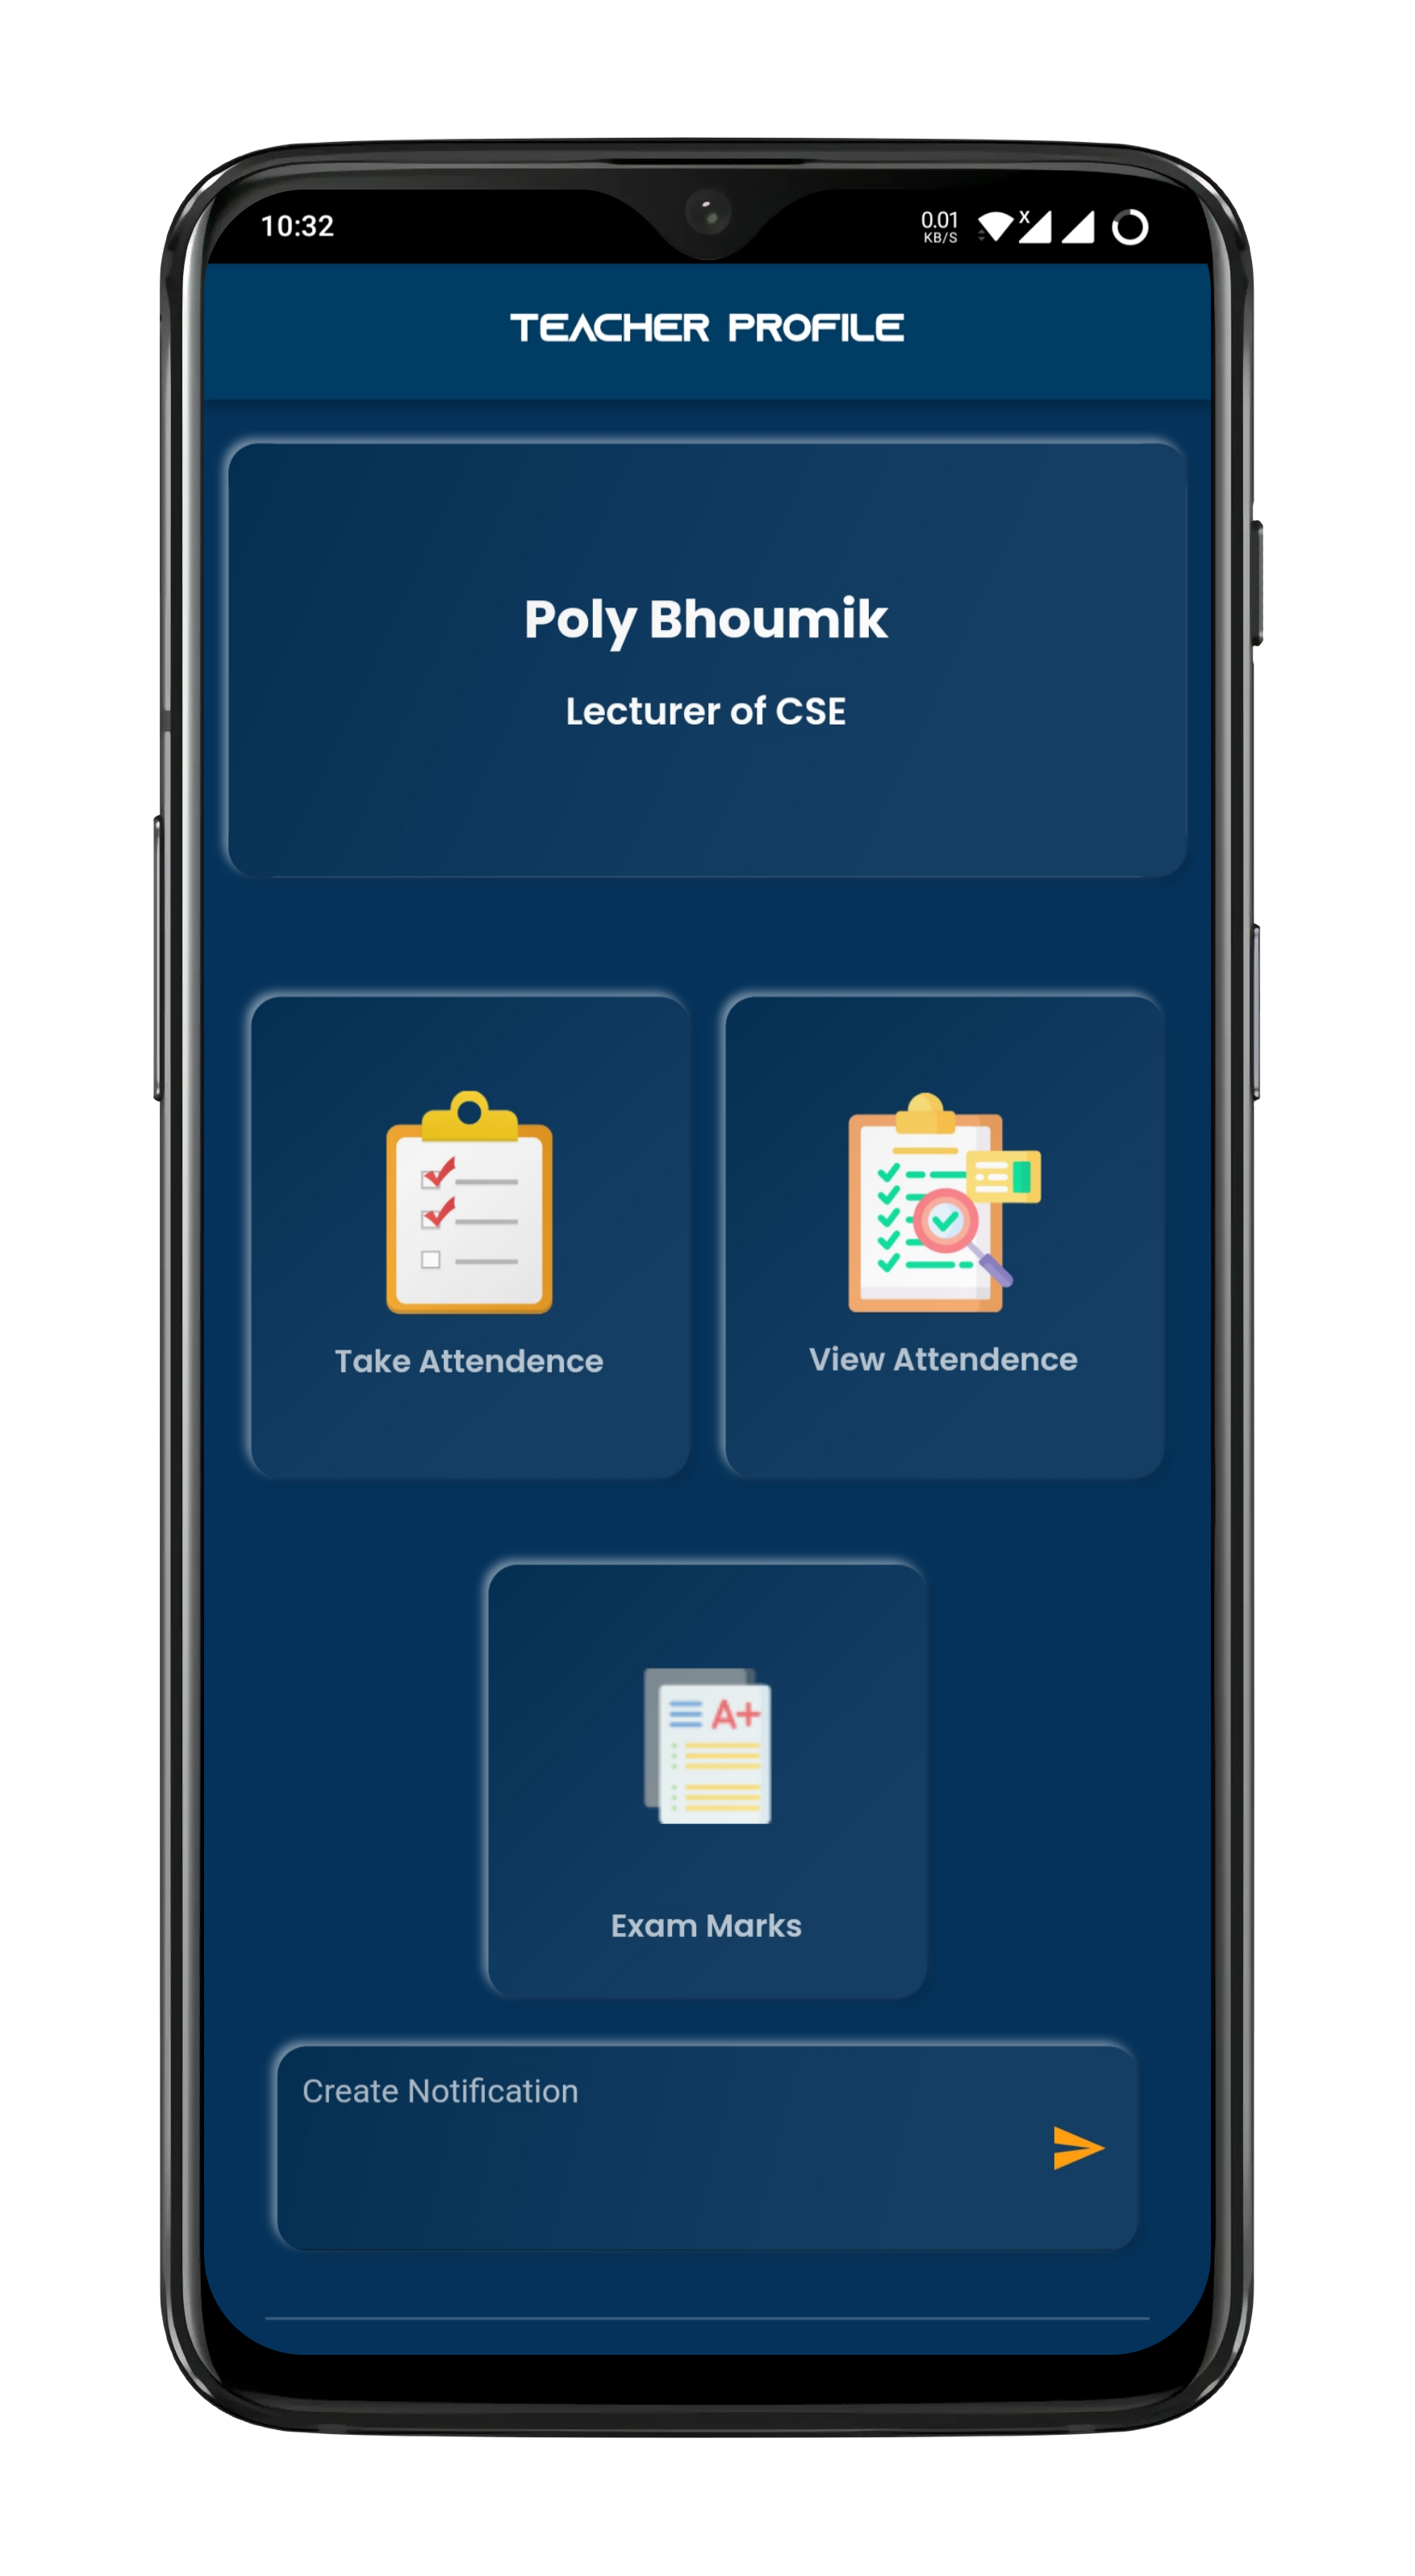 10:32
0.01
KB/S
X
TEACHER PROFILE
Poly Bhoumik
Lecturer of CSE
Take Attendence
View Attendence
A+
Exam Marks
Create Notification